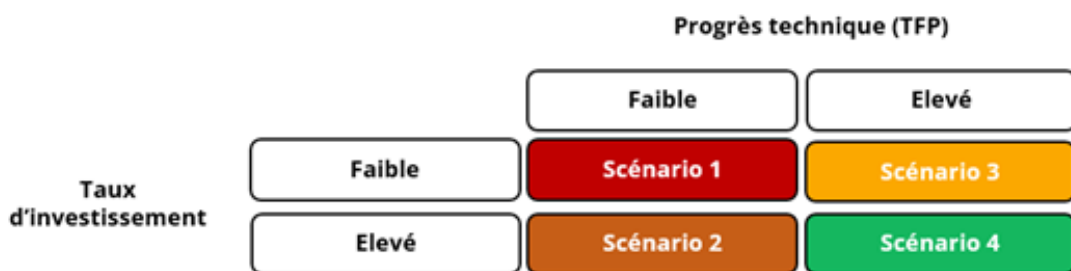 Progrès technique (TFP)
Faible
Elevé
Taux
d'investissement
Faible
Scénario 1
Scénario 3
Elevé
Scénario 2
Scénario 4